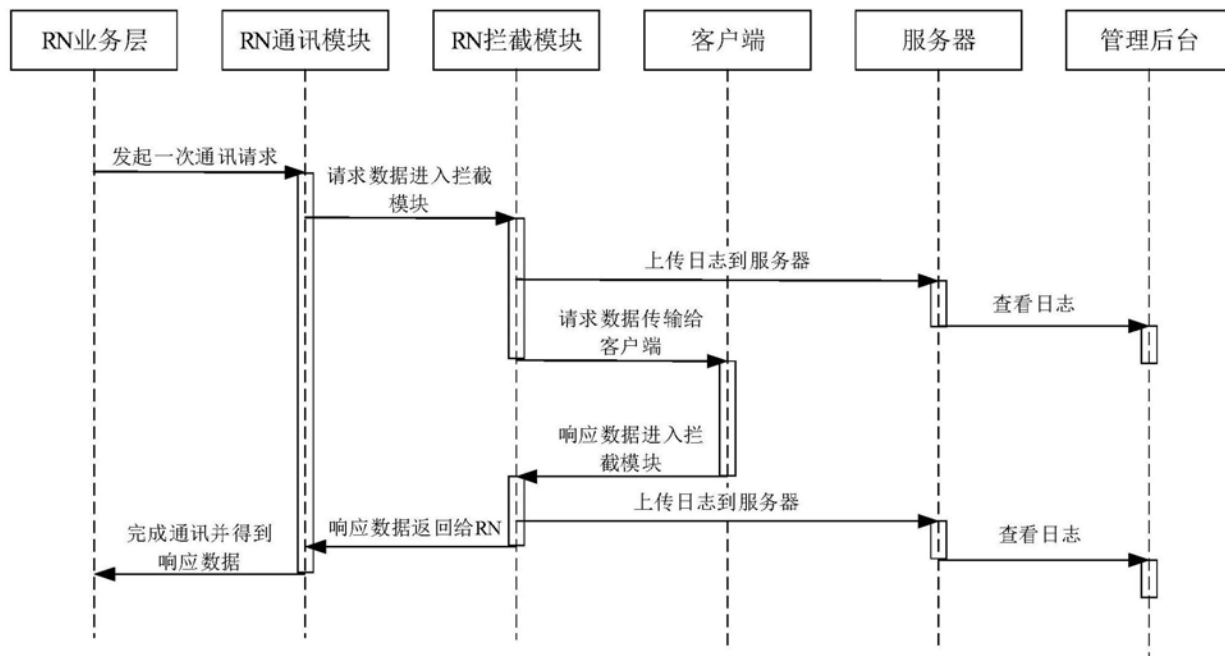 RN业务层
RN通讯模块
RN拦截模块
客户端
服务器
管理后台
发起一次通讯请求
请求数据进入拦截
模块
上传日志到服务器
查看日志
请求数据传输给
客户端
响应数据进入拦
截模块
上传日志到服务器
响应数据返回给RN
查看日志
完成通讯并得到
响应数据